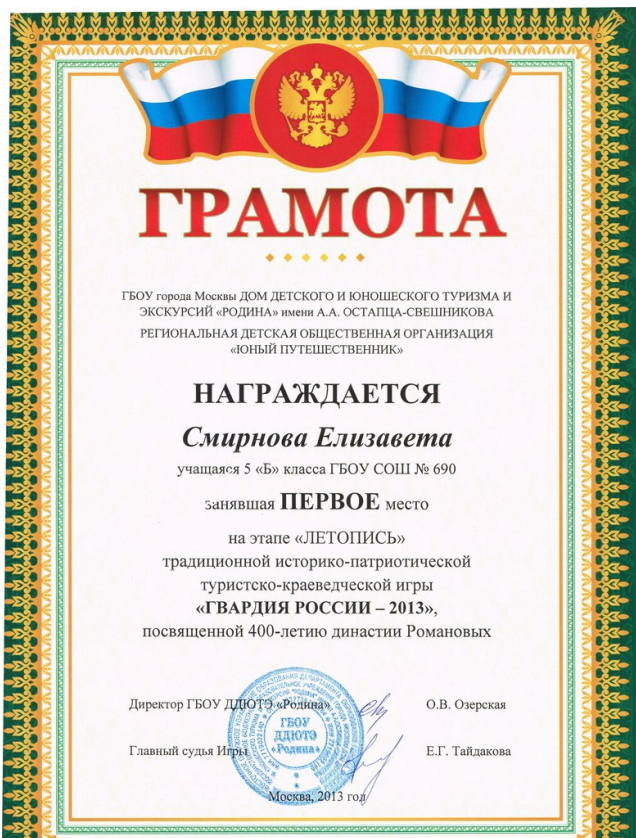 ГРАМОТА
ГБОУ города Москвы ДОМ ДЕТСКОГО И ЮНОШЕСКОГО ТУРИЗМА И
ЭКСКУРСИЙ «РОДИНА» имени А.А. ОСТАПЦА-СВЕШНИКОВА
РЕГИОНАЛЬНАЯ ДЕТСКАЯ ОБЩЕСТВЕННАЯ ОРГАНИЗАЦИЯ
«ЮНЫЙ ПУТЕШЕСТВЕННИК»
НАГРАЖДАЕТСЯ
Смирнова Елизавета
учащаяся 5 «Б» класса ГБОУ СОШ № 690
занявшая ПЕРВОЕ место
на этапе «ЛЕТОПИСЬ»
традиционной историко-патриотической
туристско-краеведческой игры
«ГВАРДИЯ РОССИИ – 2013»,
посвященной 400-летию династии Романовых
Директор ГБОУ ДДЮТЭ «Родина» О.В. Озерская
ГБОУ
ДДЮТЭ
«Родина»
Главный судья Игры Е.Г. Тайдакова
Москва, 2013 год